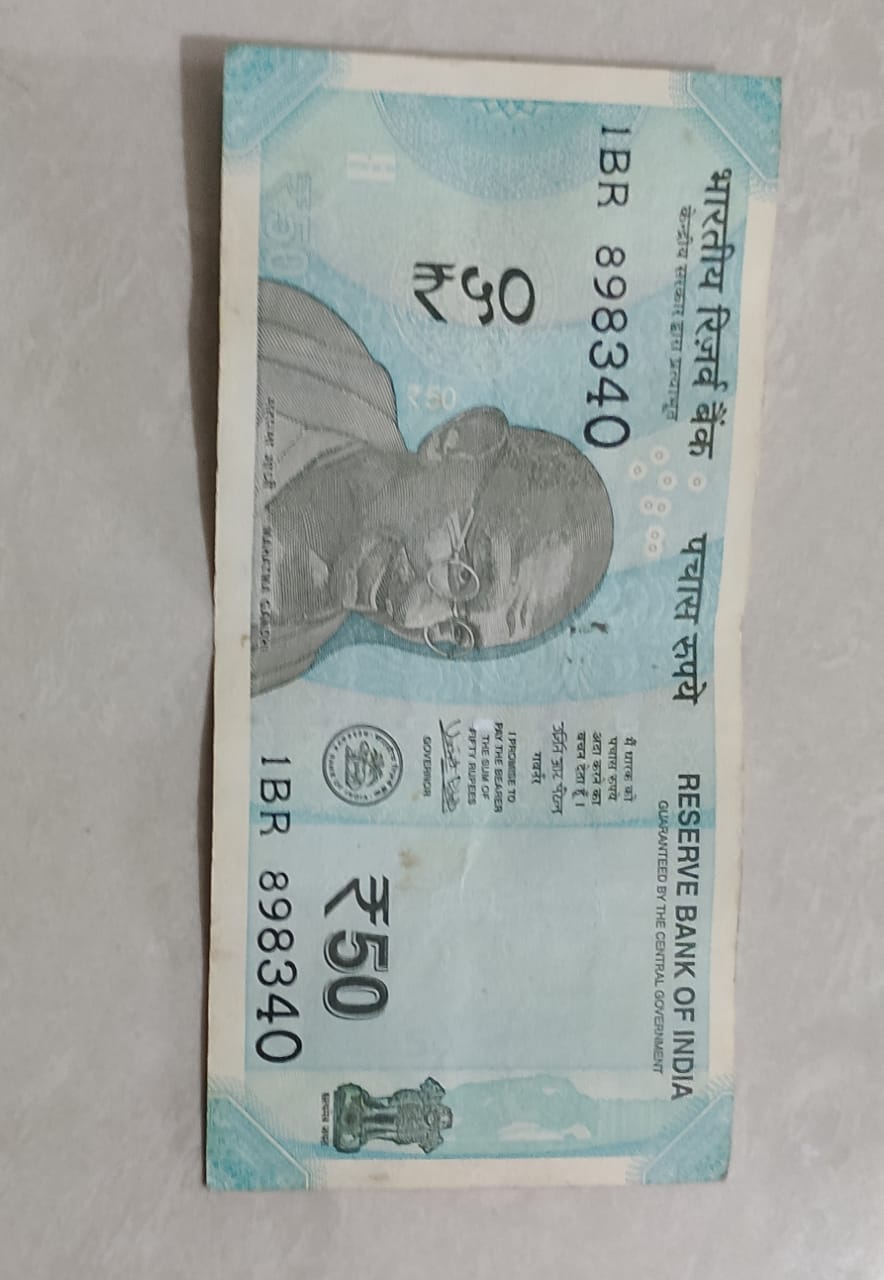 भारतीय रिज़र्व बैंक
केन्द्रीय सरकार द्वारा प्रत्याभूत
पचास रुपये
RESERVE BANK OF INDIA
GUARANTEED BY THE CENTRAL GOVERNMENT
1BR 898340
₹५०
₹50
मैं धारक को
पचास रुपये
अदा करने का
वचन देता हूँ ।
उर्जित आर पटेल
गवर्नर
I PROMISE TO
PAY THE BEARER
THE SUM OF
FIFTY RUPEES
GOVERNOR
₹50
सत्यमेव जयते
₹50
महात्मा गांधी
MAHATMA GANDHI
1BR 898340